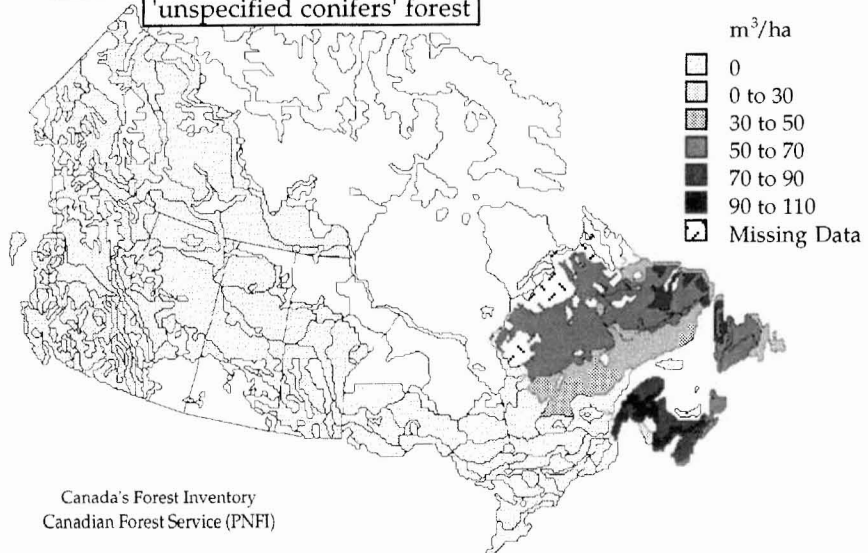 'unspecified conifers' forest
m³/ha
0
0 to 30
30 to 50
50 to 70
70 to 90
90 to 110
Missing Data
Canada's Forest Inventory
Canadian Forest Service (PNFI)